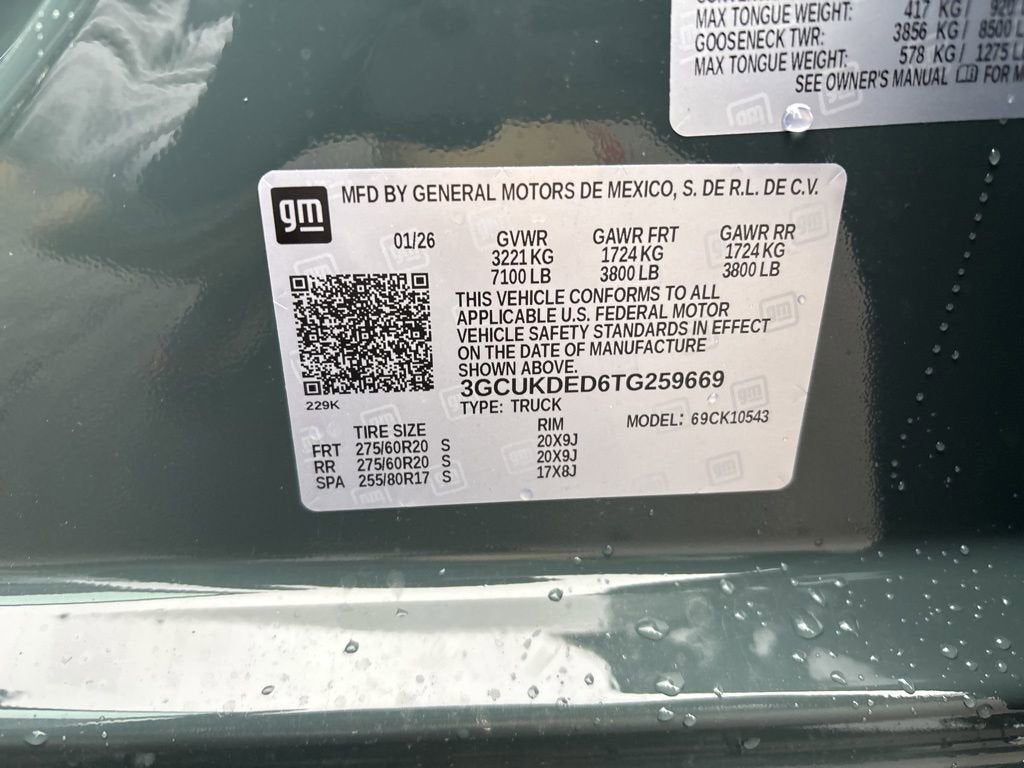 MAX TONGUE WEIGHT: 417 KG/ 920
GOOSENECK TWR: 3856 KG/ 8500
MAX TONGUE WEIGHT: 578 KG/ 1275
SEE OWNER'S MANUAL FOR
gm MFD BY GENERAL MOTORS DE MEXICO, S. DE R.L. DE C.V.
01/26 GVWR GAWR FRT GAWR RR
3221 KG 1724 KG 1724 KG
7100 LB 3800 LB 3800 LB
THIS VEHICLE CONFORMS TO ALL
APPLICABLE U.S. FEDERAL MOTOR
VEHICLE SAFETY STANDARDS IN EFFECT
ON THE DATE OF MANUFACTURE
SHOWN ABOVE.
3GCUKDED6TG259669
229K
TYPE: TRUCK MODEL: 69CK10543
TIRE SIZE RIM
FRT 275/60R20 S 20X9J
RR 275/60R20 S 20X9J
SPA 255/80R17 S 17X8J